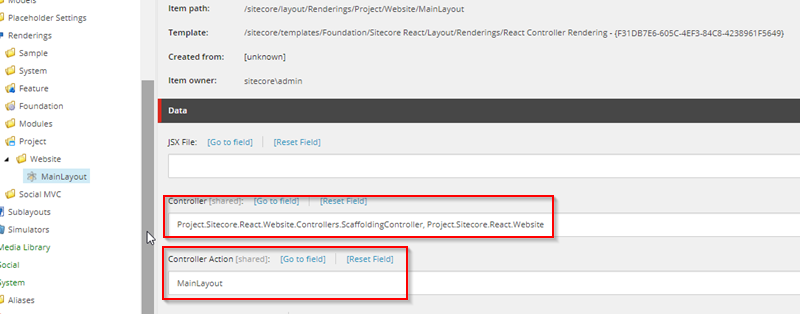 Models
Placeholder Settings
Renderings
Sample
System
Feature
Foundation
Modules
Project
Website
MainLayout
Social MVC
Sublayouts
Simulators
Media Library
Social
System
Aliases
Item path: /sitecore/layout/Renderings/Project/Website/MainLayout
Template: /sitecore/templates/Foundation/Sitecore React/Layout/Renderings/React Controller Rendering - {F31DB7E6-605C-4EF3-84C8-4238961F5649}
Created from: [unknown]
Item owner: sitecore\admin
Data
JSX File: [Go to field] [Reset Field]
Controller [shared]: [Go to field] [Reset Field]
Project.Sitecore.React.Website.Controllers.ScaffoldingController, Project.Sitecore.React.Website
Controller Action [shared]: [Go to field] [Reset Field]
MainLayout